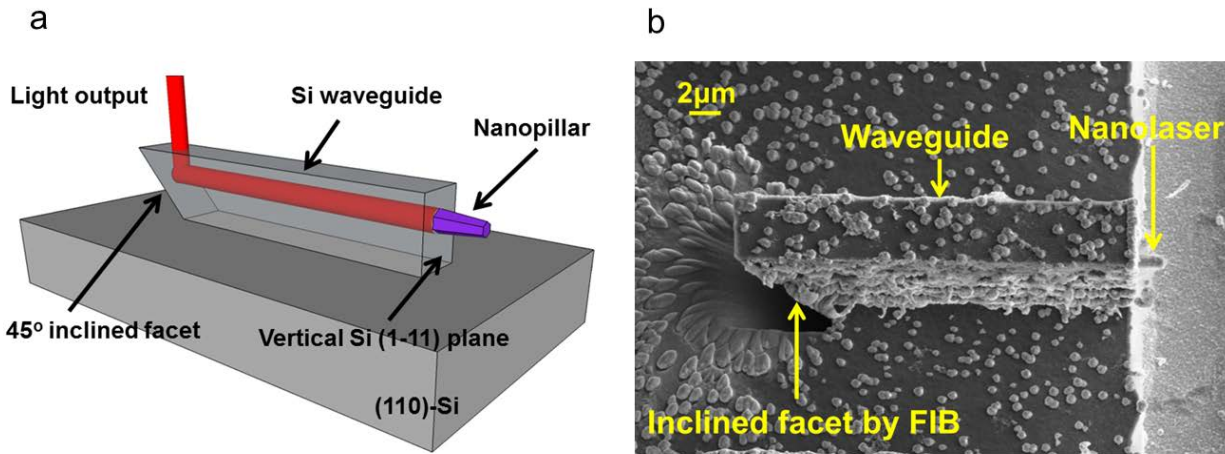 a
Light output
Si waveguide
Nanopillar
45° inclined facet
Vertical Si (1-11) plane
(110)-Si
b
2μm
Waveguide
Nanolaser
Inclined facet by FIB